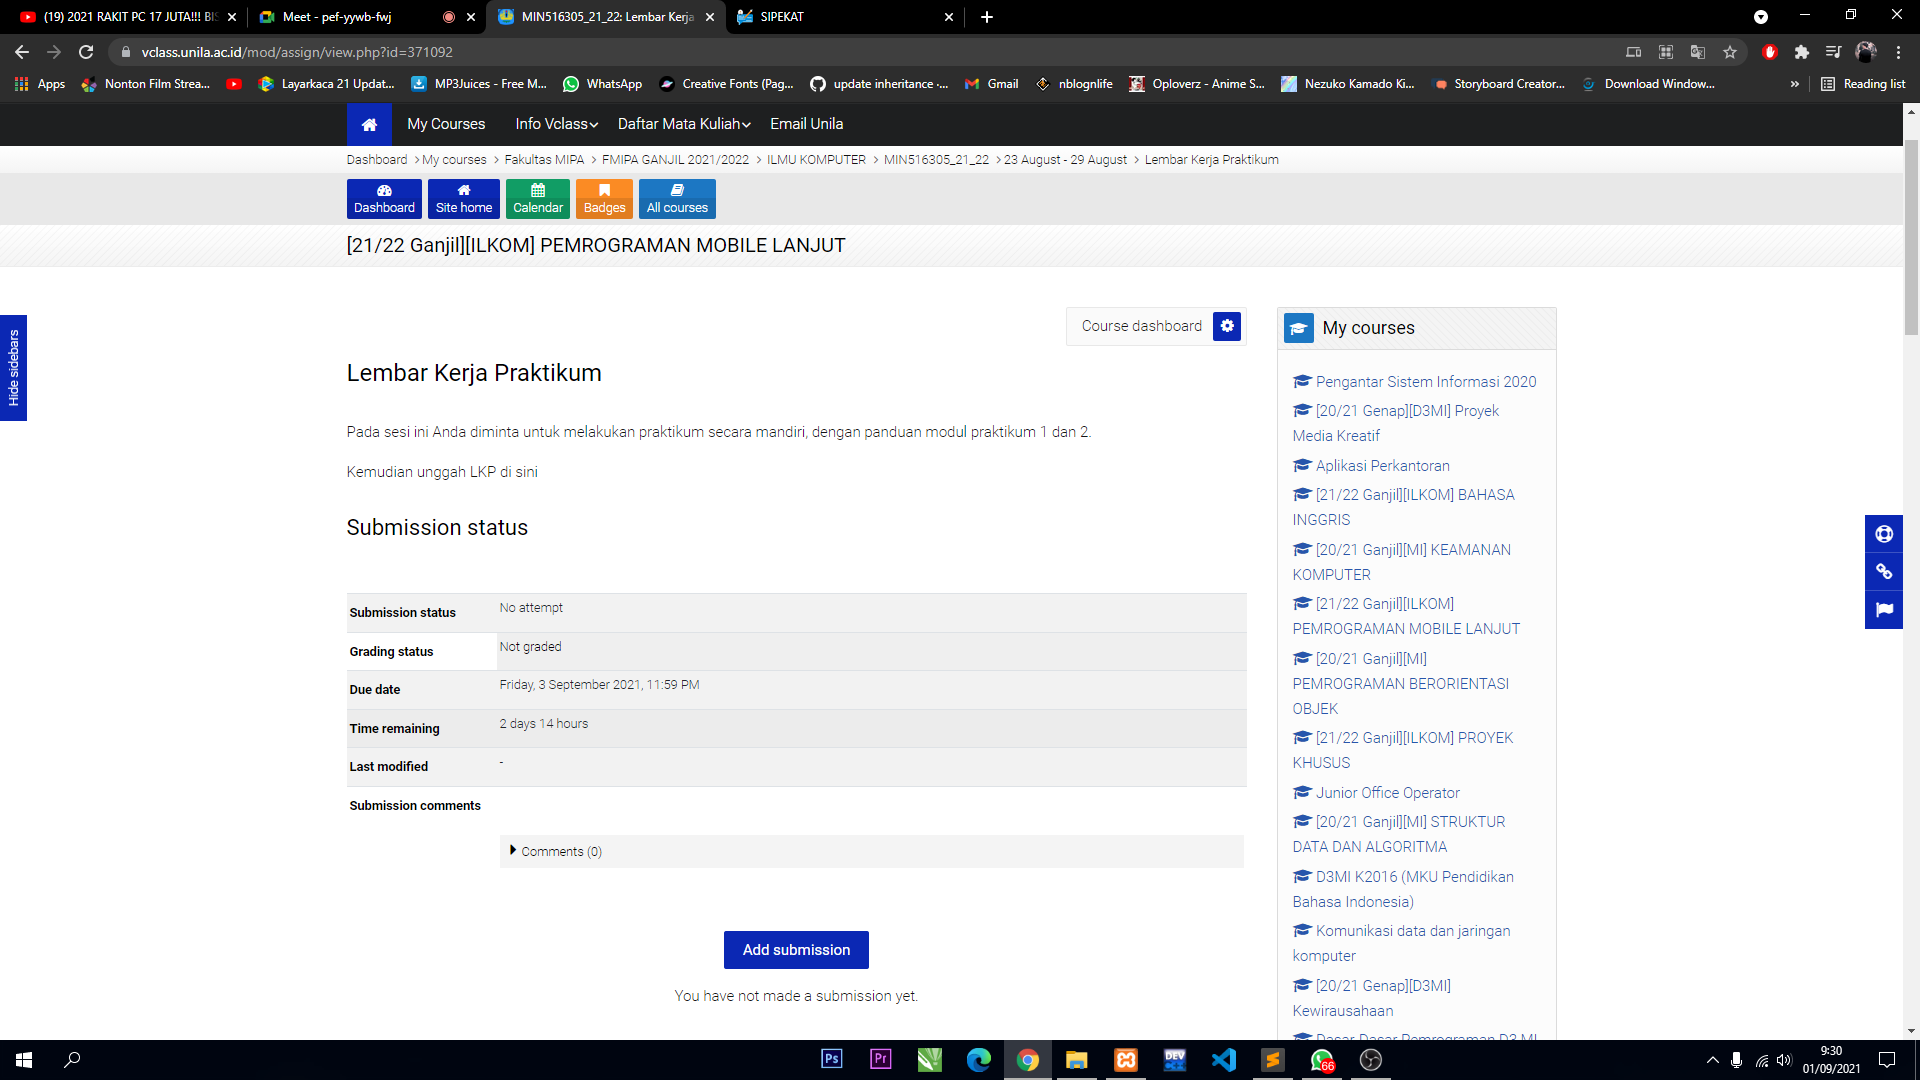 (19) 2021 RAKIT PC 17 JUTA!!! BIS
Meet - pef-yywb-fwj
MIN516305_21_22: Lembar Kerja
SIPEKAT
vclass.unila.ac.id/mod/assign/view.php?id=371092
Apps
Nonton Film Strea...
Layarkaca 21 Updat...
MP3Juices - Free M...
WhatsApp
Creative Fonts (Pag...
update inheritance ·...
Gmail
nblognlife
Oploverz - Anime S...
Nezuko Kamado Ki...
Storyboard Creator...
Download Window...
»
Reading list
My Courses
Info Vclass
Daftar Mata Kuliah
Email Unila
Dashboard > My courses > Fakultas MIPA > FMIPA GANJIL 2021/2022 > ILMU KOMPUTER > MIN516305_21_22 > 23 August - 29 August > Lembar Kerja Praktikum
Dashboard
Site home
Calendar
Badges
All courses
[21/22 Ganjil][ILKOM] PEMROGRAMAN MOBILE LANJUT
Hide sidebars
Course dashboard
Lembar Kerja Praktikum
Pada sesi ini Anda diminta untuk melakukan praktikum secara mandiri, dengan panduan modul praktikum 1 dan 2.
Kemudian unggah LKP di sini
Submission status
Submission status No attempt
Grading status Not graded
Due date Friday, 3 September 2021, 11:59 PM
Time remaining 2 days 14 hours
Last modified -
Submission comments
Comments (0)
Add submission
You have not made a submission yet.
My courses
Pengantar Sistem Informasi 2020
[20/21 Genap][D3MI] Proyek
Media Kreatif
Aplikasi Perkantoran
[21/22 Ganjil][ILKOM] BAHASA
INGGRIS
[20/21 Ganjil][MI] KEAMANAN
KOMPUTER
[21/22 Ganjil][ILKOM]
PEMROGRAMAN MOBILE LANJUT
[20/21 Ganjil][MI]
PEMROGRAMAN BERORIENTASI
OBJEK
[21/22 Ganjil][ILKOM] PROYEK
KHUSUS
Junior Office Operator
[20/21 Ganjil][MI] STRUKTUR
DATA DAN ALGORITMA
D3MI K2016 (MKU Pendidikan
Bahasa Indonesia)
Komunikasi data dan jaringan
komputer
[20/21 Genap][D3MI]
Kewirausahaan
Dasar Dasar Pemrograman D3 MI
Ps
Pr
DEV
66
9:30
01/09/2021